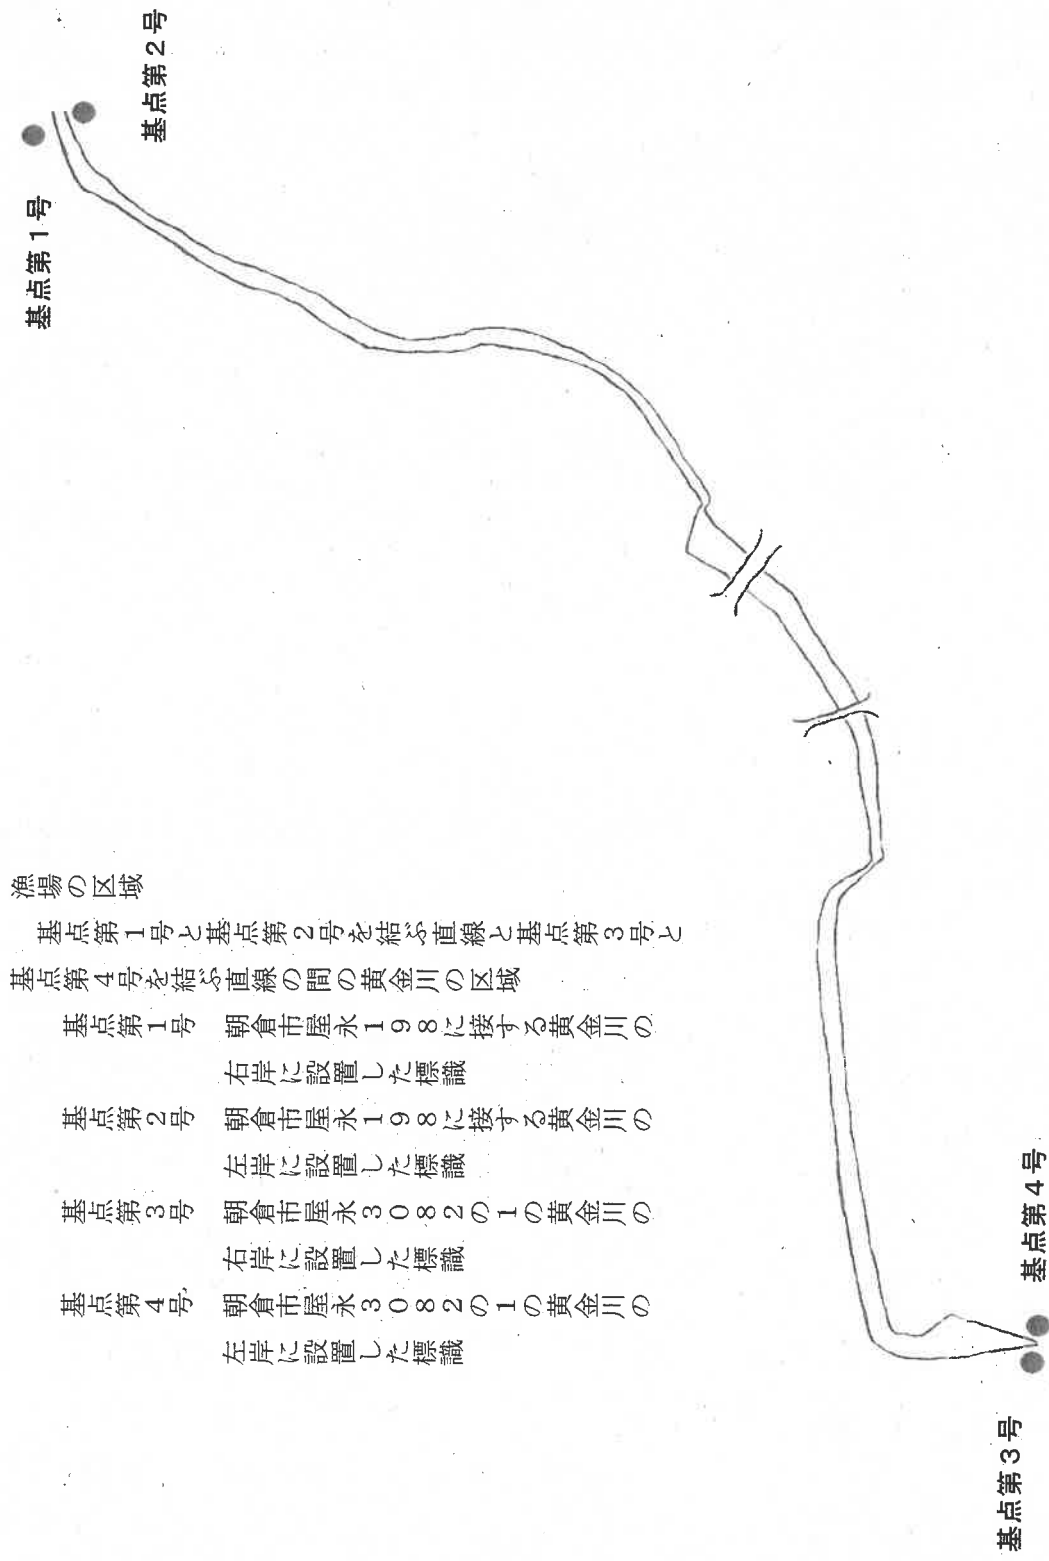 漁場の区域
基点第1号と基点第2号を結ぶ直線と基点第3号と
基点第4号を結ぶ直線の間の黄金川の区域
基点第1号　朝倉市屋永198に接する黄金川の
右岸に設置した標識
基点第2号　朝倉市屋永198に接する黄金川の
左岸に設置した標識
基点第3号　朝倉市屋永3082の1の黄金川の
右岸に設置した標識
基点第4号　朝倉市屋永3082の1の黄金川の
左岸に設置した標識
基点第1号
基点第2号
基点第3号
基点第4号